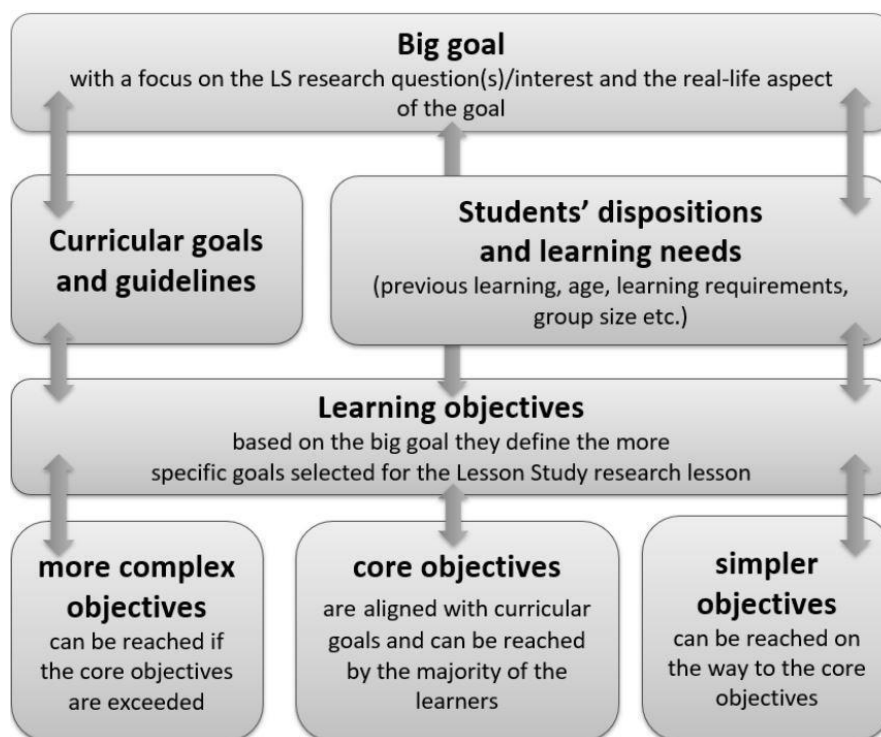 Big goal
with a focus on the LS research question(s)/interest and the real-life aspect
of the goal
Curricular goals
and guidelines
Students’ dispositions
and learning needs
(previous learning, age, learning requirements,
group size etc.)
Learning objectives
based on the big goal they define the more
specific goals selected for the Lesson Study research lesson
more complex
objectives
can be reached if
the core objectives
are exceeded
core objectives
are aligned with curricular
goals and can be reached
by the majority of the
learners
simpler
objectives
can be reached on
the way to the core
objectives